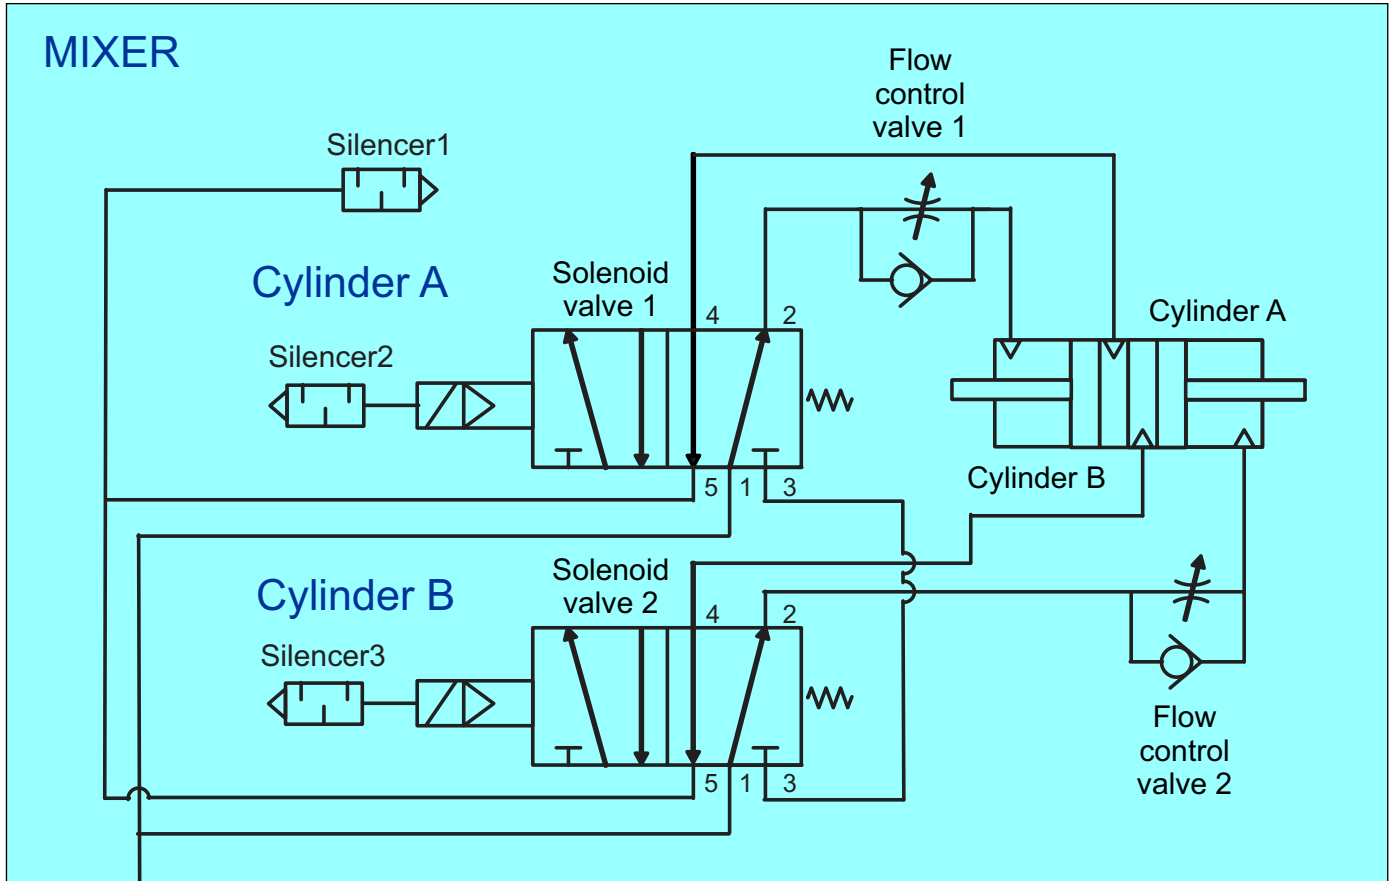 MIXER
Flow
control
valve 1
Silencer1
Cylinder A
Solenoid
valve 1
4 2
Cylinder A
Silencer2
Cylinder B
5 1 3
Cylinder B
Solenoid
valve 2
4 2
Silencer3
Flow
control
valve 2
5 1 3